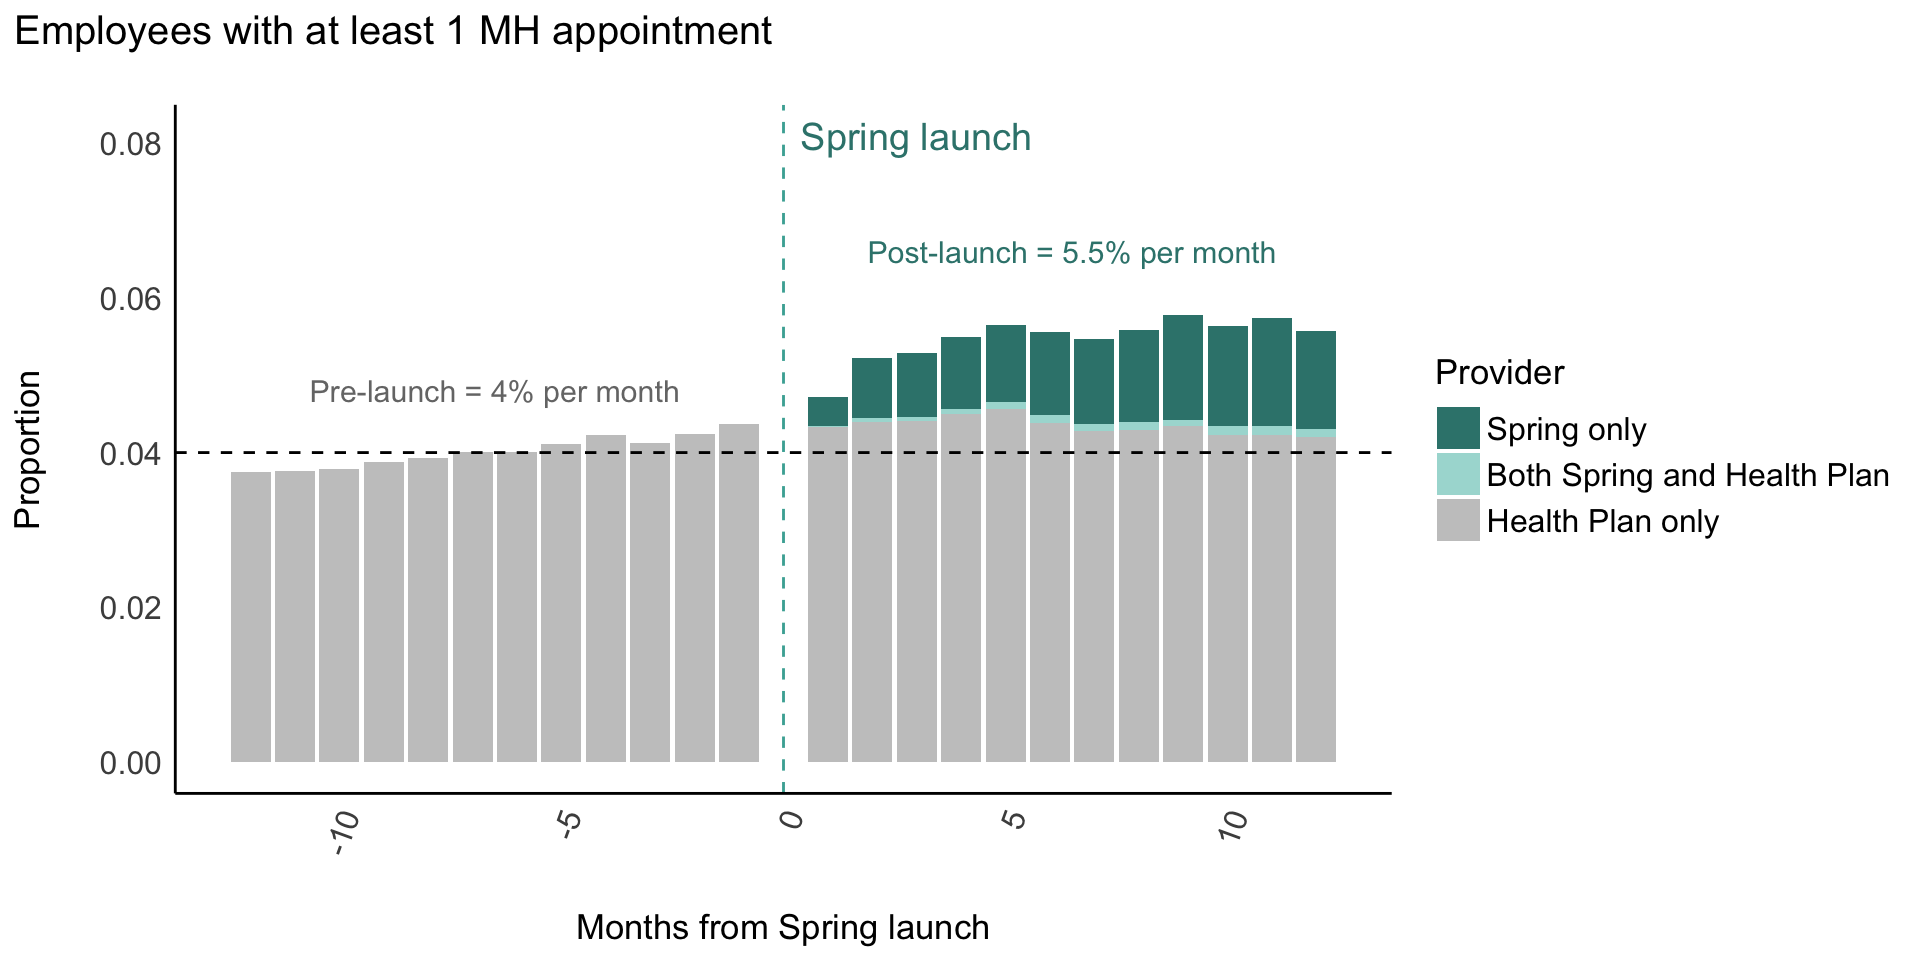 Employees with at least 1 MH appointment
Spring launch
Post-launch = 5.5% per month
Pre-launch = 4% per month
Proportion
0.08
0.06
0.04
0.02
0.00
-10
-5
0
5
10
Months from Spring launch
Provider
Spring only
Both Spring and Health Plan
Health Plan only